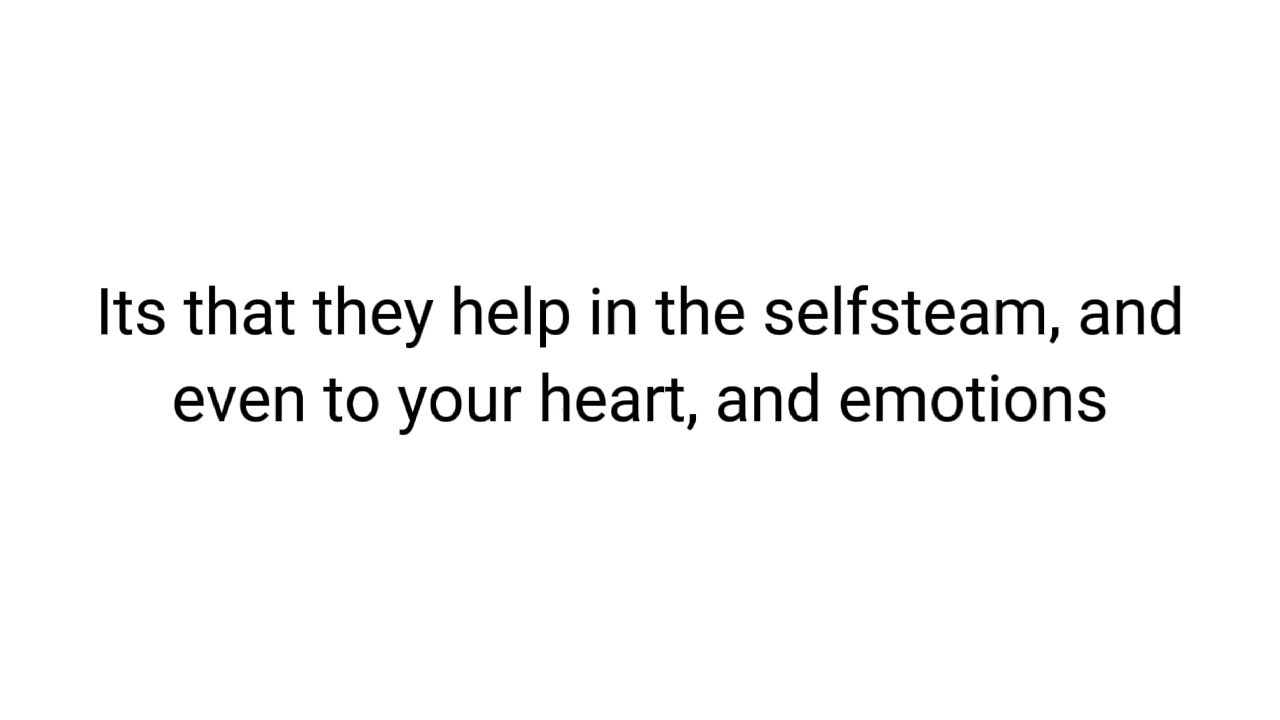 Its that they help in the selfsteam, and
even to your heart, and emotions